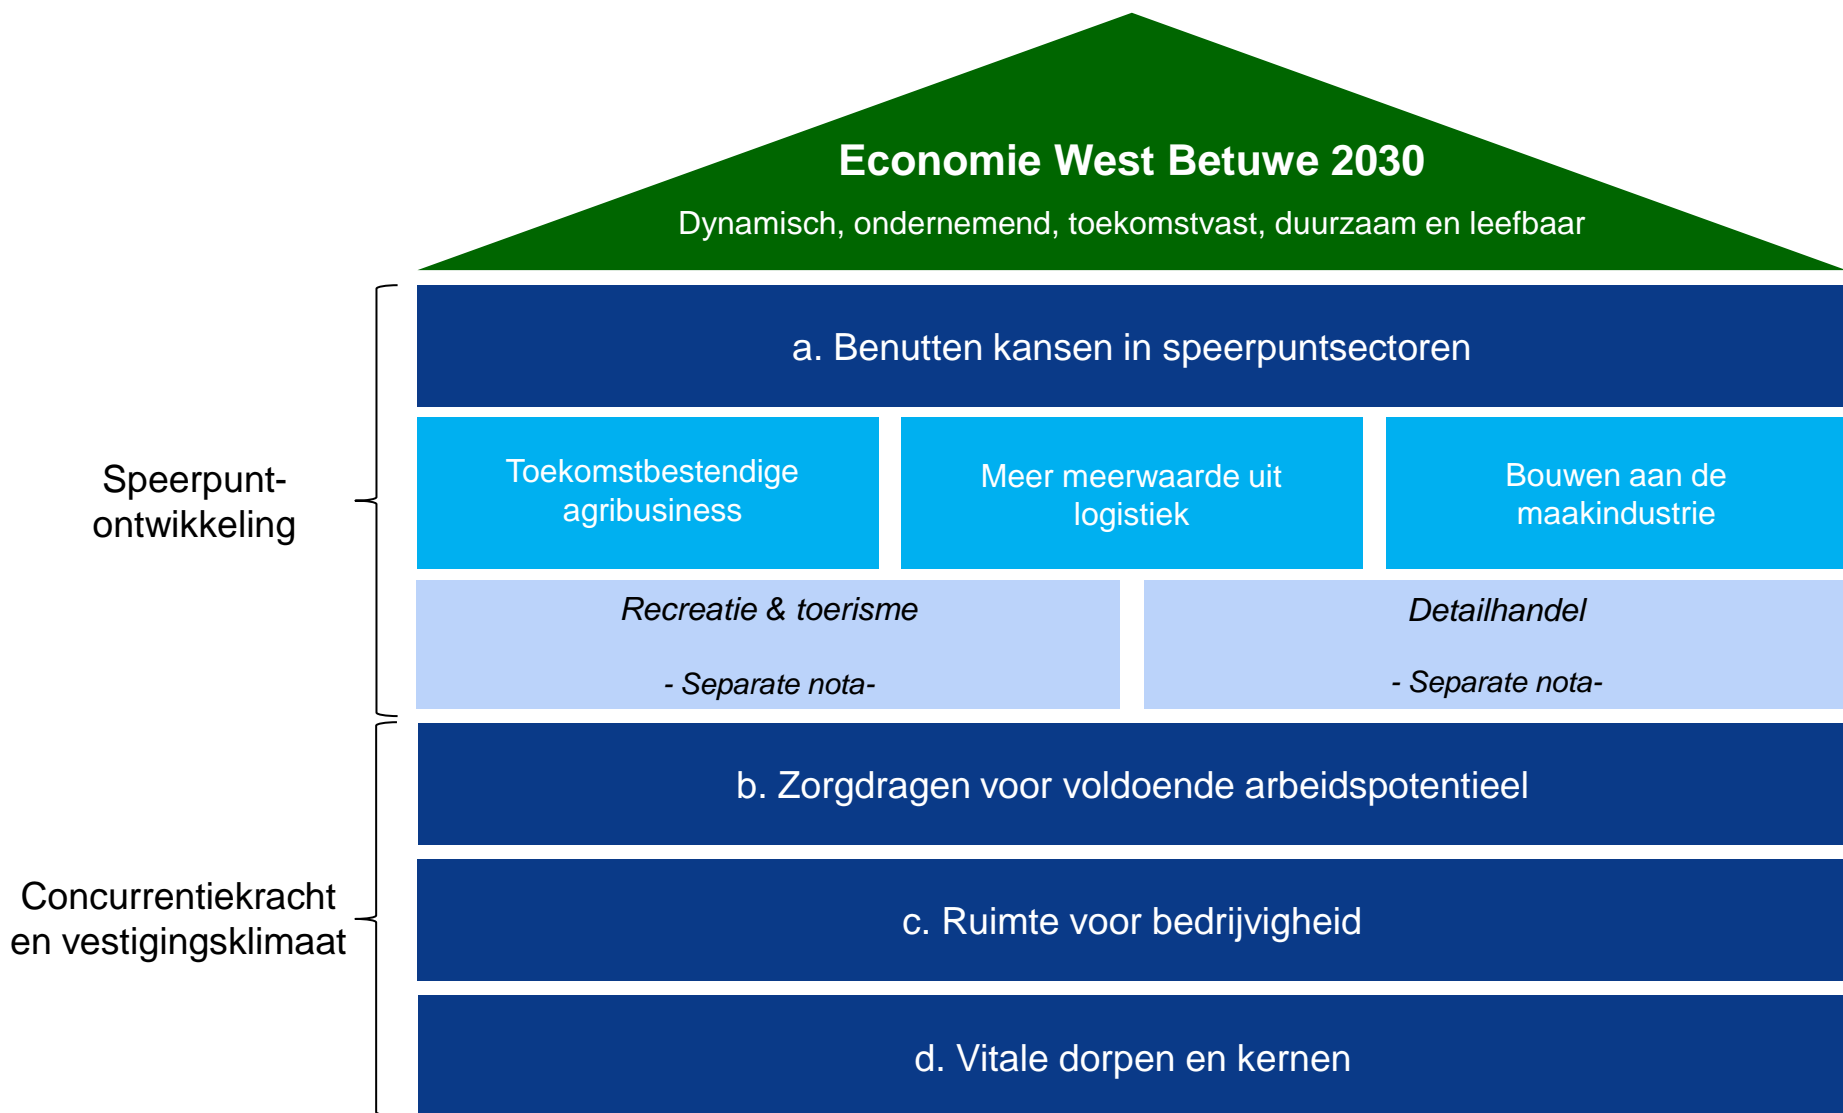 Economie West Betuwe 2030
Dynamisch, ondernemend, toekomstvast, duurzaam en leefbaar
a. Benutten kansen in speerpuntsectoren
Speerpunt-
ontwikkeling
Toekomstbestendige
agribusiness
Meer meerwaarde uit
logistiek
Bouwen aan de
maakindustrie
Recreatie & toerisme
- Separate nota-
Detailhandel
- Separate nota-
Concurrentiekracht
en vestigingsklimaat
b. Zorgdragen voor voldoende arbeidspotentieel
c. Ruimte voor bedrijvigheid
d. Vitale dorpen en kernen